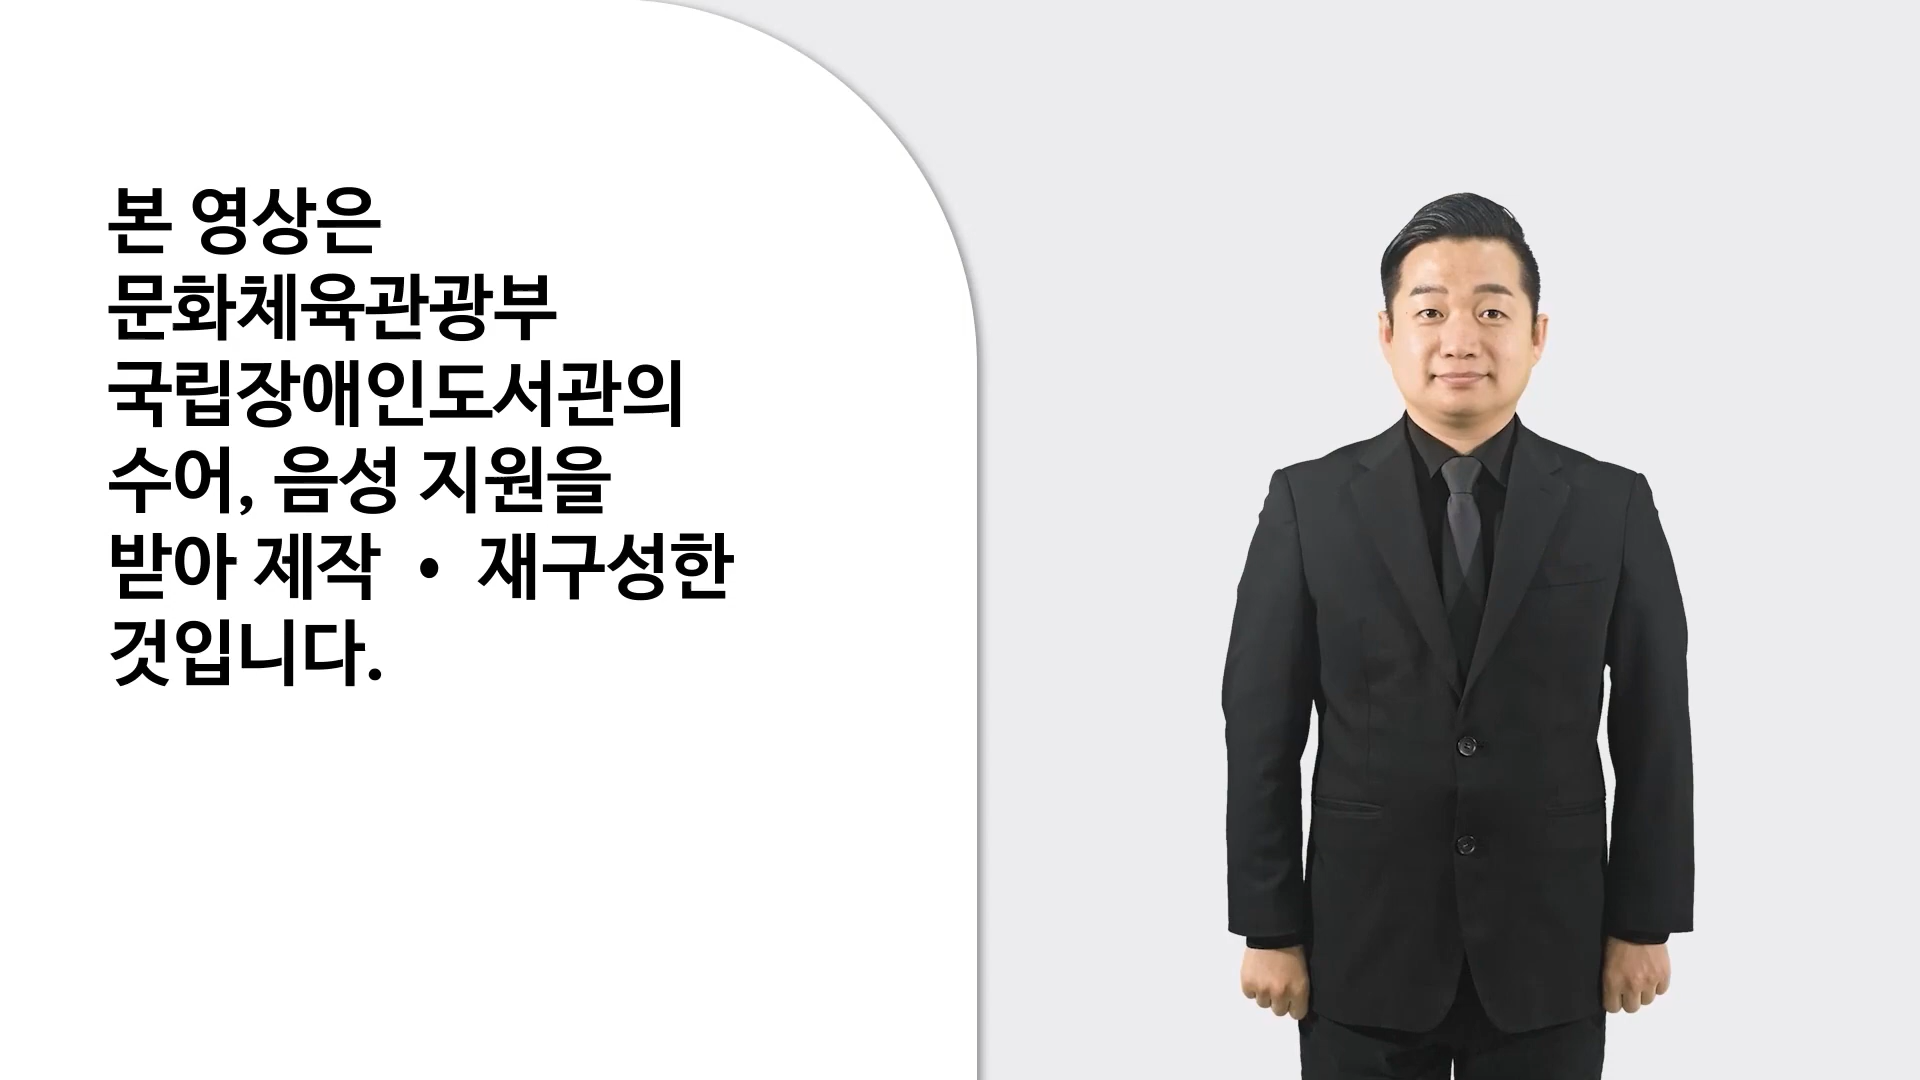 본 영상은
문화체육관광부
국립장애인도서관의
수어, 음성 지원을
받아 제작 • 재구성한
것입니다.